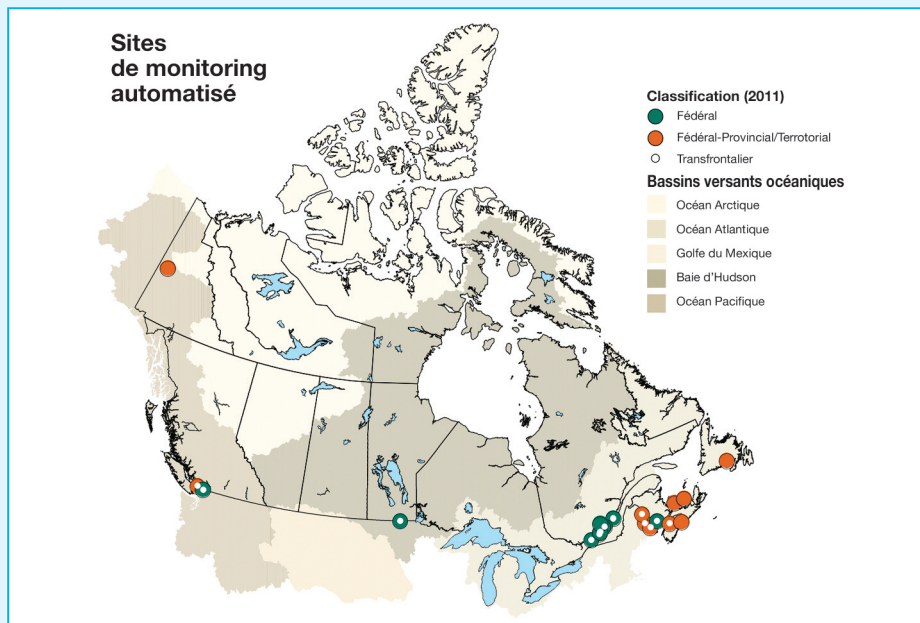 Sites
de monitoring
automatisé
Classification (2011)
Fédéral
Fédéral-Provincial/Terrotorial
Transfrontalier
Bassins versants océaniques
Océan Arctique
Océan Atlantique
Golfe du Mexique
Baie d'Hudson
Océan Pacifique